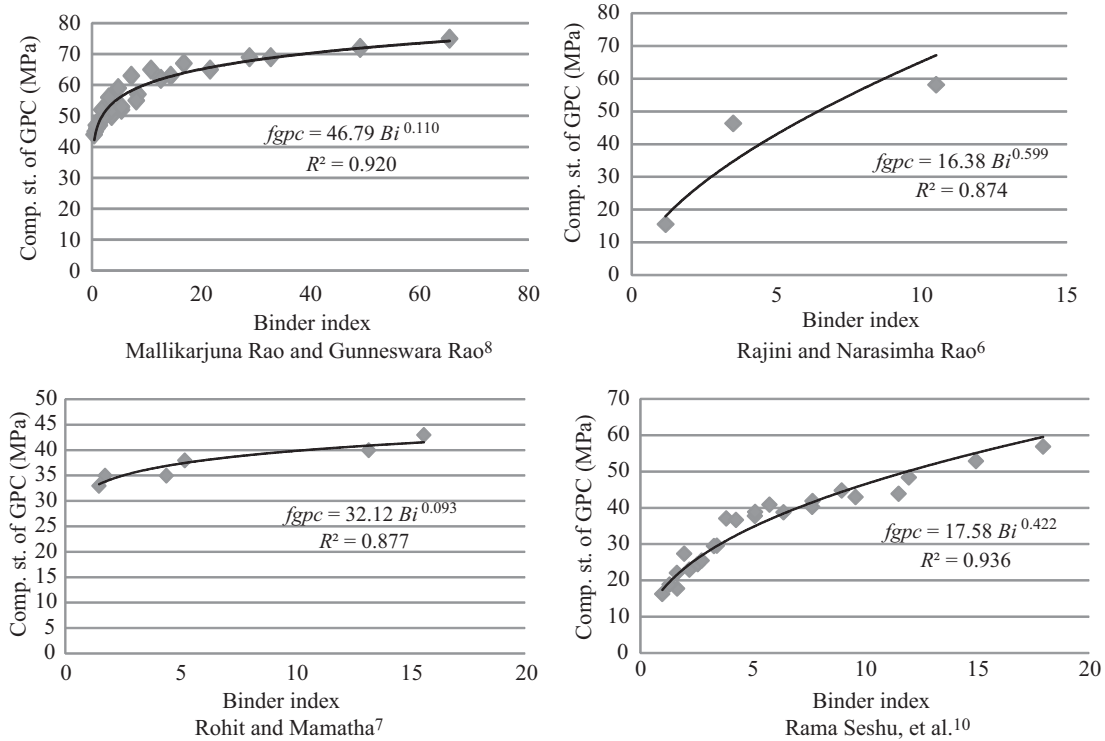 Comp. st. of GPC (MPa)
80
70
60
50
40
30
20
10
0
fgpc = 46.79 Bi^0.110
R² = 0.920
0 20 40 60 80
Binder index
Mallikarjuna Rao and Gunneswara Rao⁸
Comp. st. of GPC (MPa)
80
70
60
50
40
30
20
10
0
fgpc = 16.38 Bi^0.599
R² = 0.874
0 5 10 15
Binder index
Rajini and Narasimha Rao⁶
Comp. st. of GPC (MPa)
50
45
40
35
30
25
20
15
10
5
0
fgpc = 32.12 Bi^0.093
R² = 0.877
0 5 10 15 20
Binder index
Rohit and Mamatha⁷
Comp. st. of GPC (MPa)
70
60
50
40
30
20
10
0
fgpc = 17.58 Bi^0.422
R² = 0.936
0 5 10 15 20
Binder index
Rama Seshu, et al.¹⁰